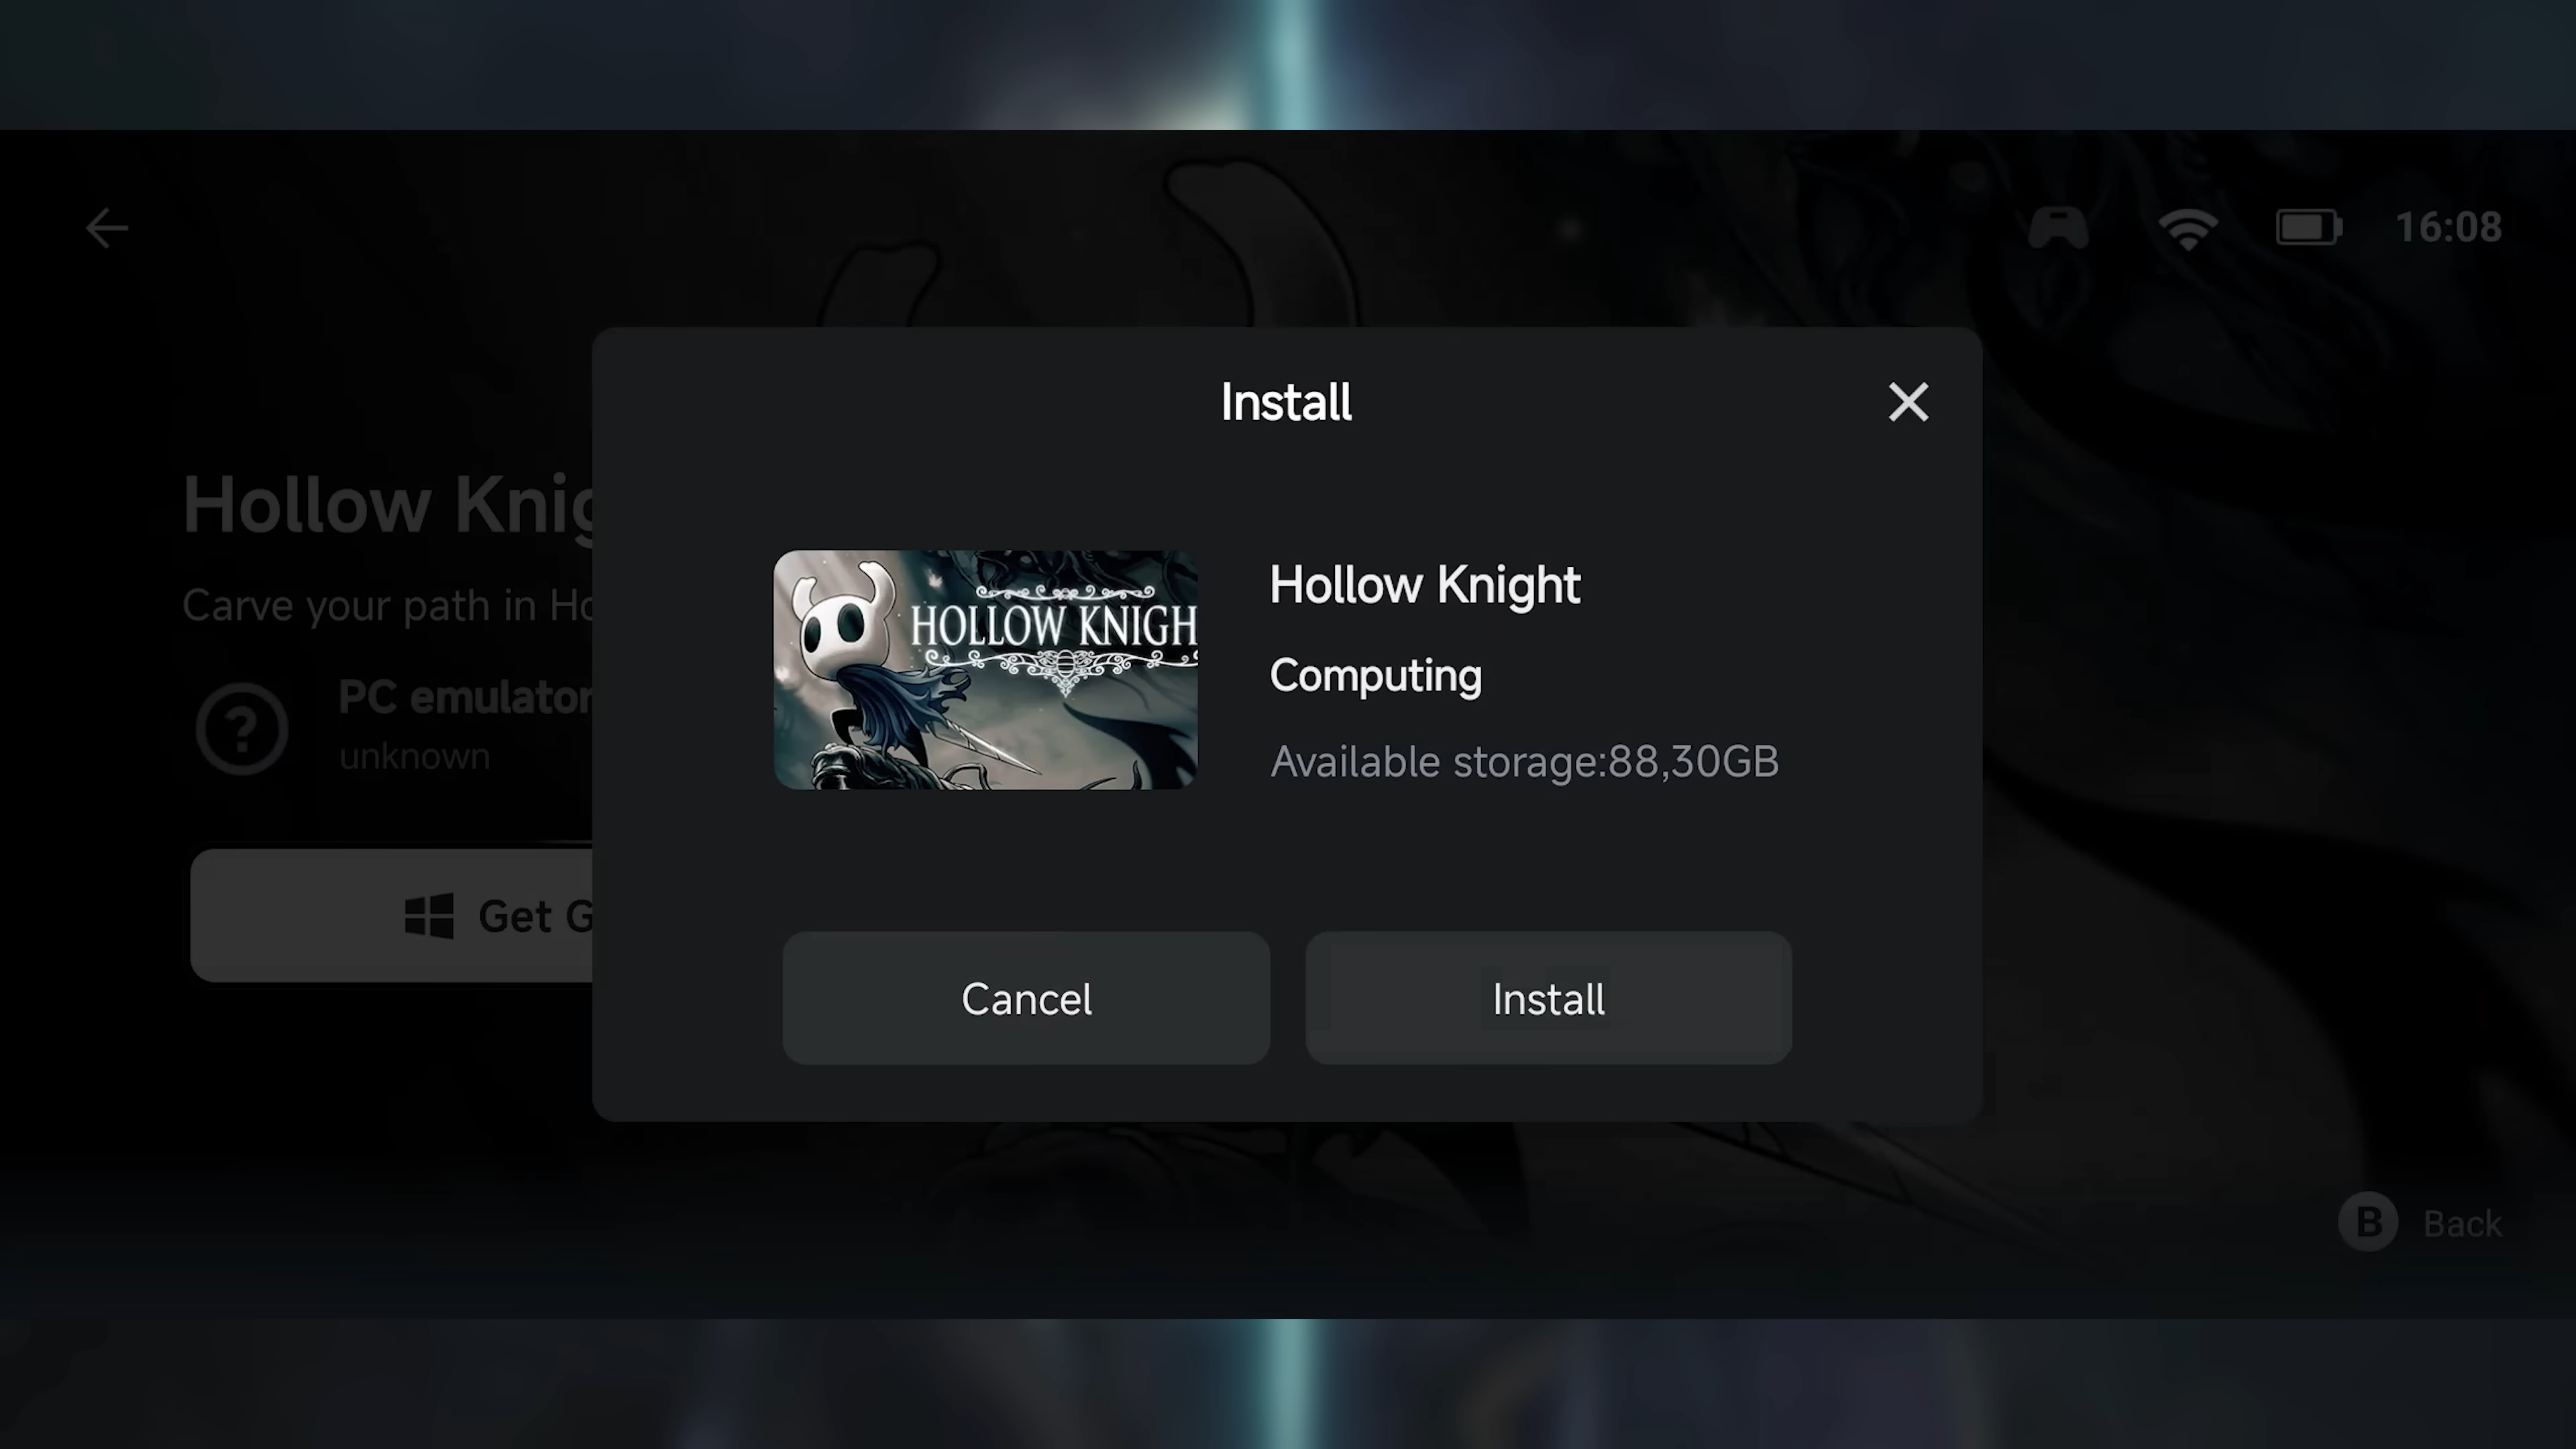 16:08
Install
Hollow Knig
Carve your path in Ho
PC emulator
unknown
Get G
HOLLOW KNIGH
Hollow Knight
Computing
Available storage:88,30GB
Cancel
Install
B Back